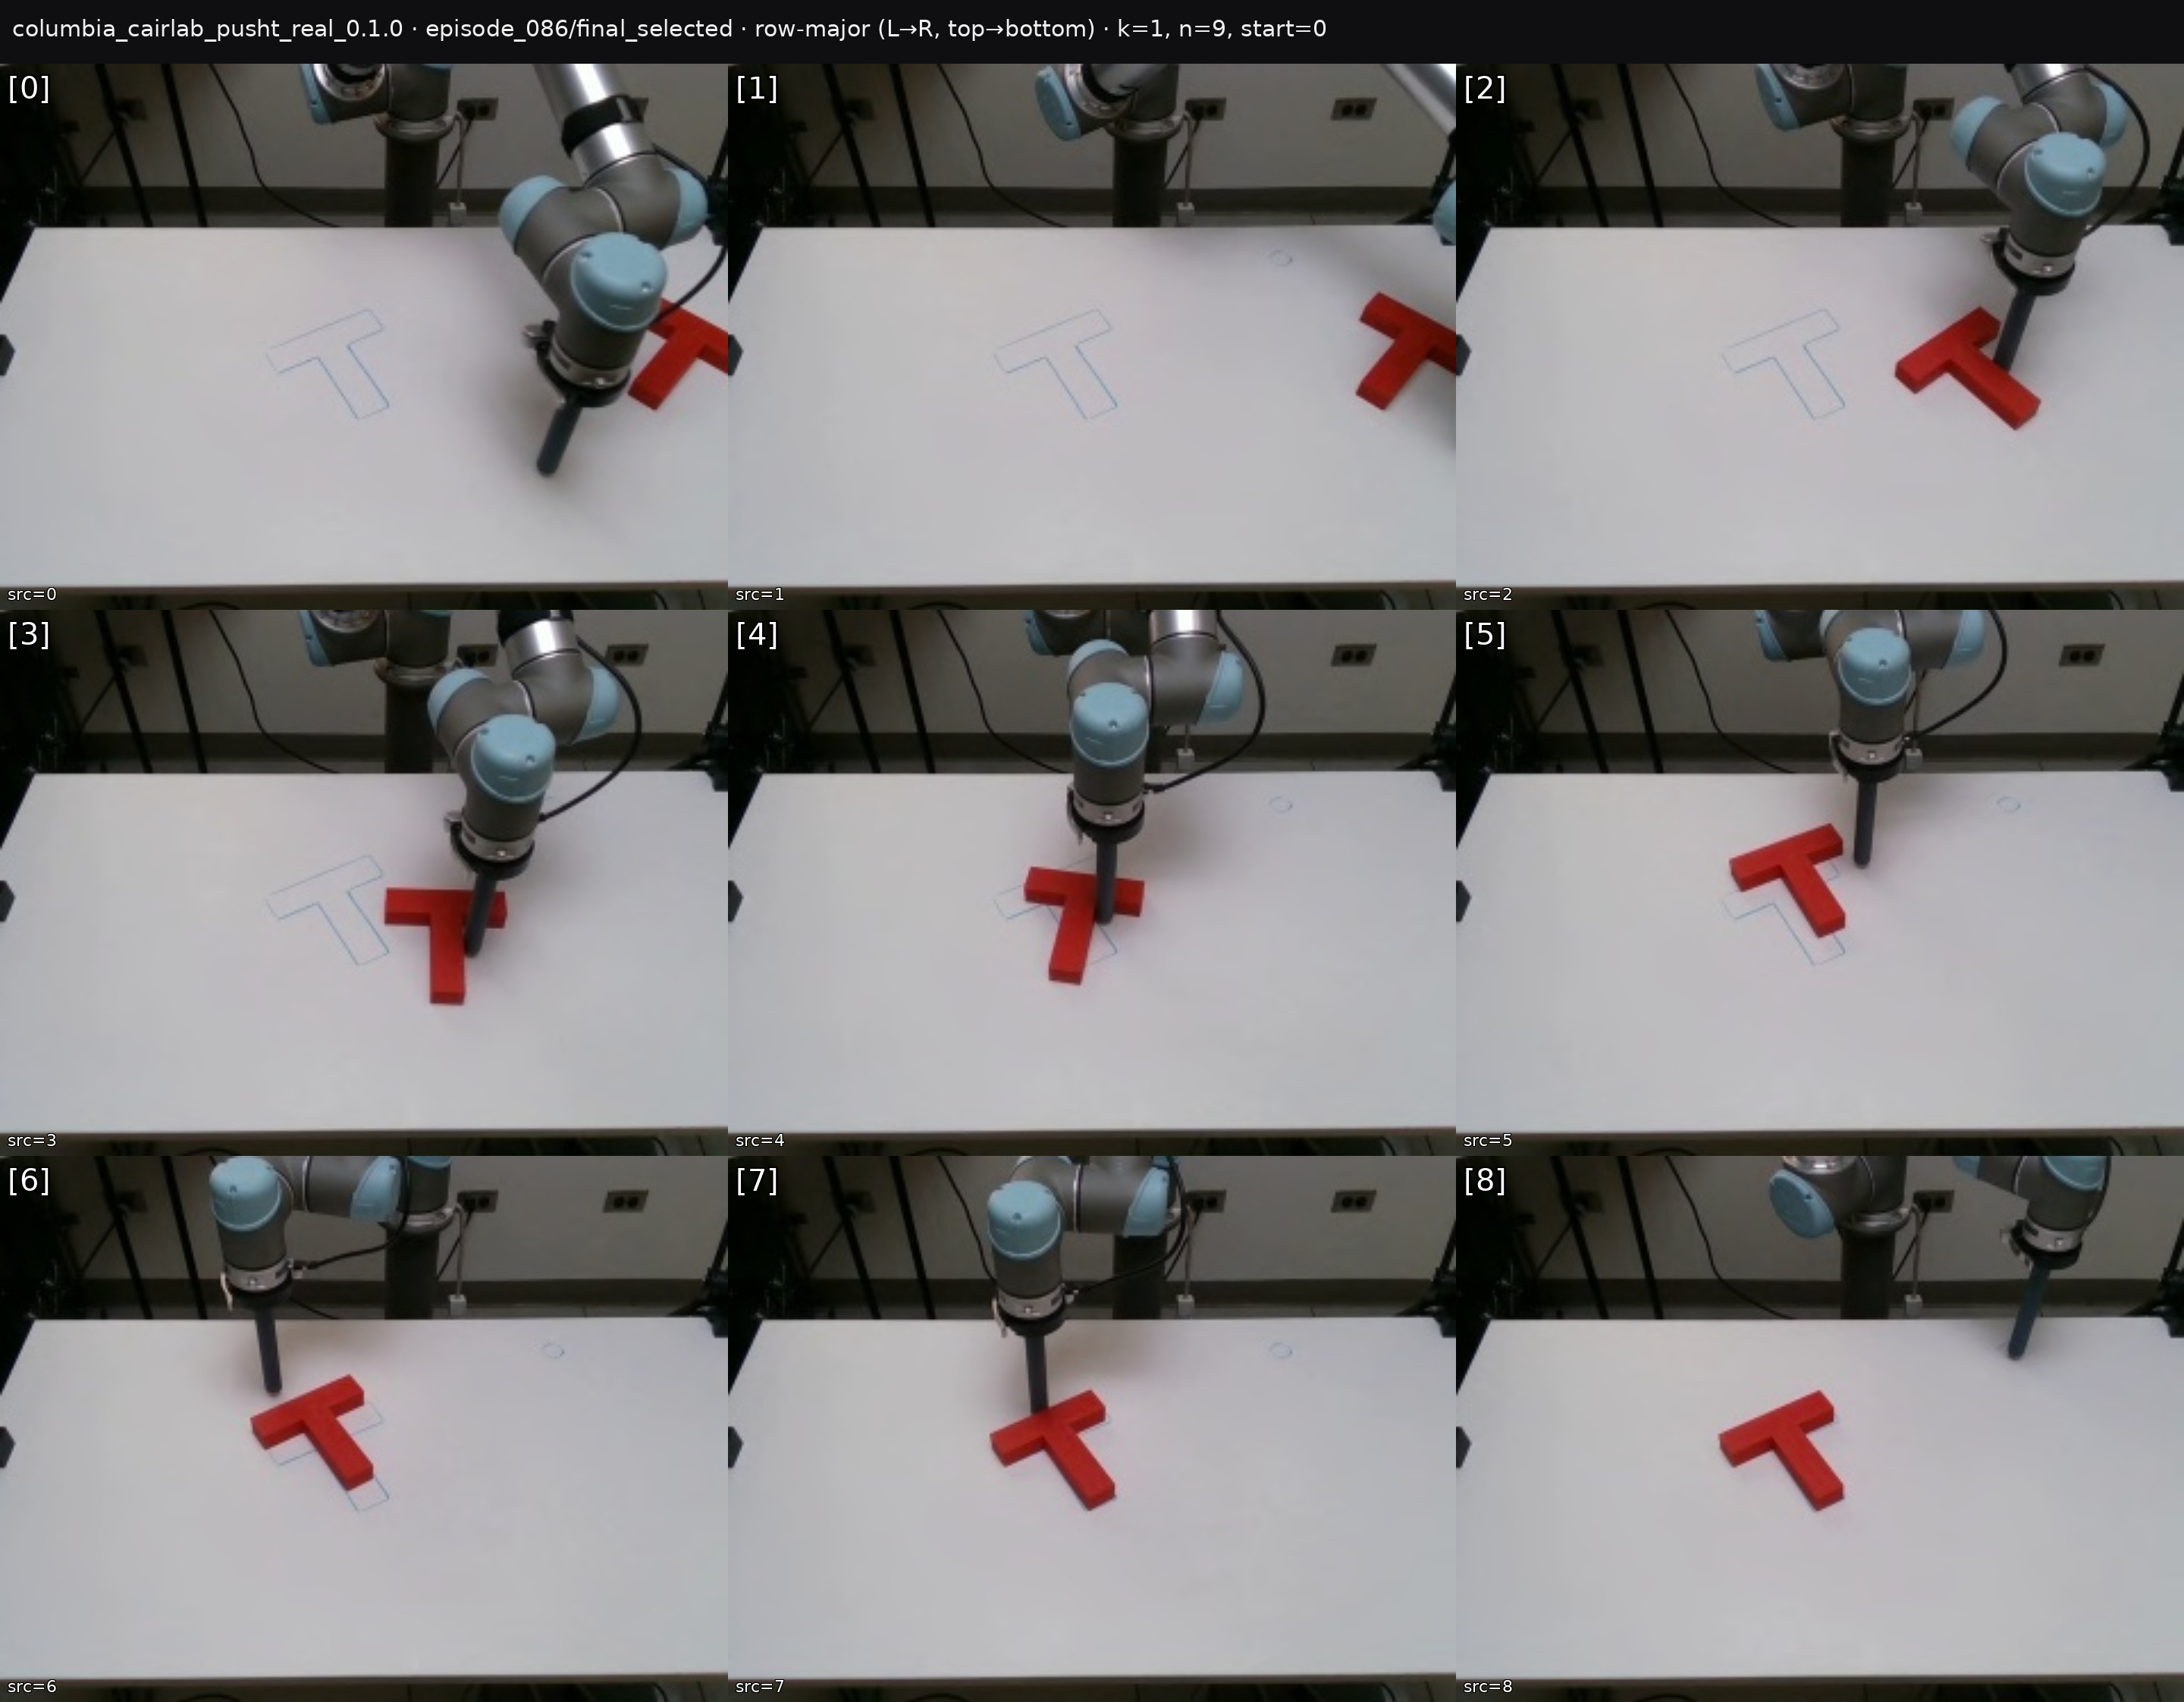 columbia_cairlab_pusht_real_0.1.0 · episode_086/final_selected · row-major (L→R, top→bottom) · k=1, n=9, start=0
[0]
[1]
[2]
src=0
src=1
src=2
[3]
[4]
[5]
src=3
src=4
src=5
[6]
[7]
[8]
src=6
src=7
src=8